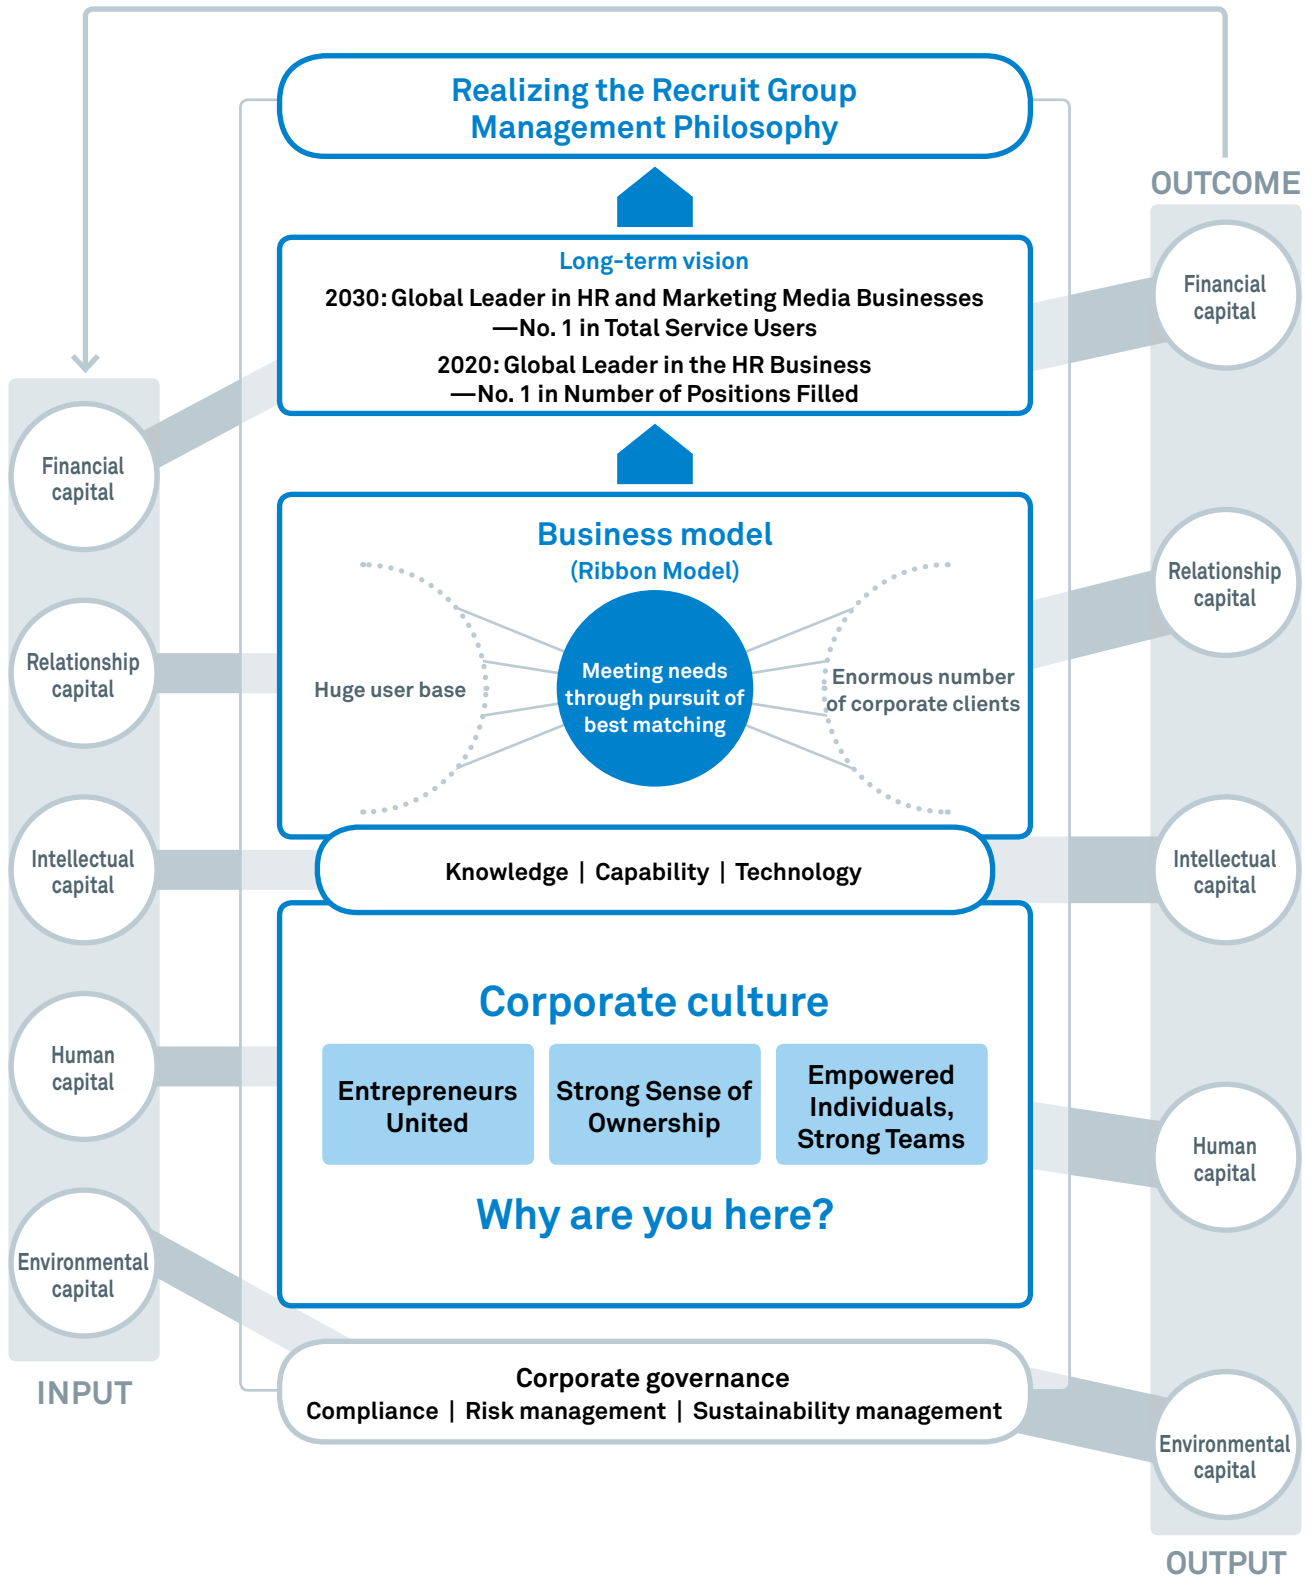 Realizing the Recruit Group
Management Philosophy
OUTCOME
Long-term vision
2030: Global Leader in HR and Marketing Media Businesses
—No. 1 in Total Service Users
2020: Global Leader in the HR Business
—No. 1 in Number of Positions Filled
Financial
capital
Relationship
capital
Intellectual
capital
Human
capital
Environmental
capital
INPUT
Business model
(Ribbon Model)
Huge user base
Meeting needs
through pursuit of
best matching
Enormous number
of corporate clients
Knowledge | Capability | Technology
Corporate culture
Entrepreneurs
United
Strong Sense of
Ownership
Empowered
Individuals,
Strong Teams
Why are you here?
Corporate governance
Compliance | Risk management | Sustainability management
Financial
capital
Relationship
capital
Intellectual
capital
Human
capital
Environmental
capital
OUTPUT